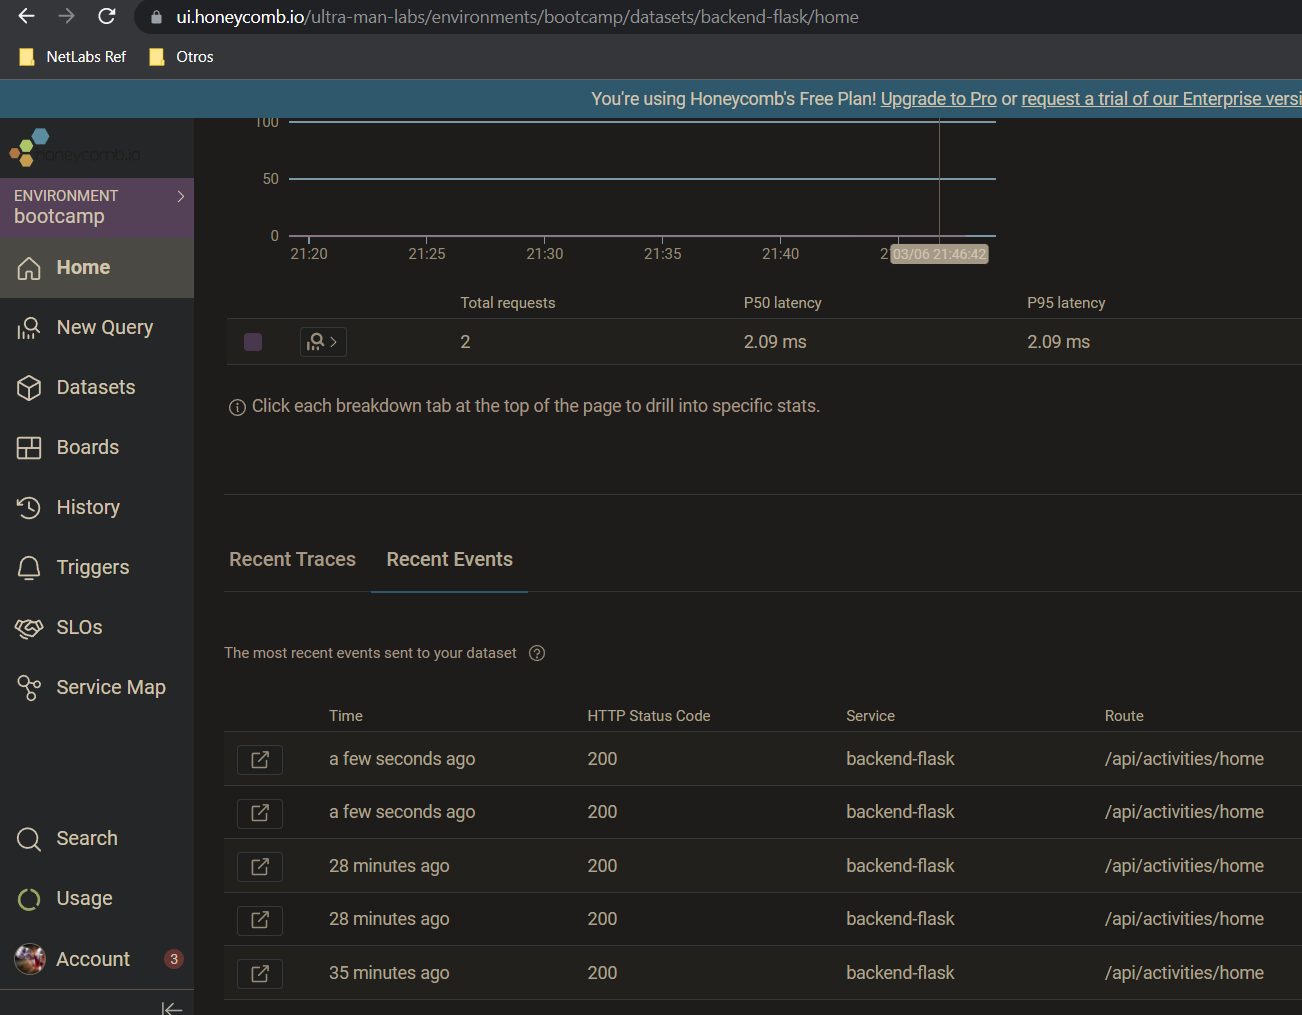 ui.honeycomb.io/ultra-man-labs/environments/bootcamp/datasets/backend-flask/home
NetLabs Ref Otros
You're using Honeycomb's Free Plan! Upgrade to Pro or request a trial of our Enterprise versi
honeycomb.io
ENVIRONMENT
bootcamp
Home
New Query
Datasets
Boards
History
Triggers
SLOs
Service Map
Search
Usage
Account 3
100
50
0
21:20 21:25 21:30 21:35 21:40 2 03/06 21:46:42
Total requests P50 latency P95 latency
2 2.09 ms 2.09 ms
Click each breakdown tab at the top of the page to drill into specific stats.
Recent Traces Recent Events
The most recent events sent to your dataset ?
Time HTTP Status Code Service Route
a few seconds ago 200 backend-flask /api/activities/home
a few seconds ago 200 backend-flask /api/activities/home
28 minutes ago 200 backend-flask /api/activities/home
28 minutes ago 200 backend-flask /api/activities/home
35 minutes ago 200 backend-flask /api/activities/home